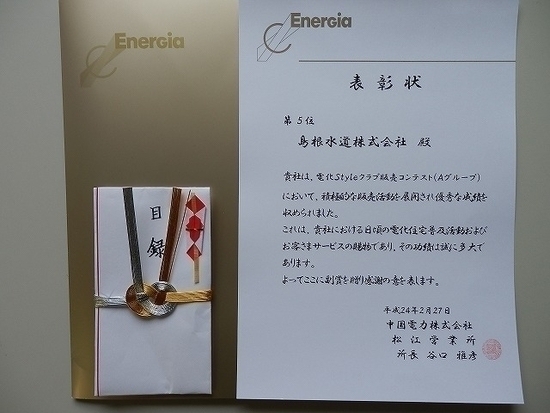 Energia
目録
Energia
表彰状
第5位
島根水道株式会社 殿
貴社は、電化Styleクラブ販売コンテスト(Aグループ)
において、積極的な販売活動を展開され優秀な成績を
収められました。
これは、貴社における日頃の電化住宅普及活動および
お客さまサービスの賜物であり、その功績は誠に多大で
あります。
よってここに副賞を贈り感謝の意を表します。
平成24年2月27日
中国電力株式会社
松江営業所
所長 谷口 雅彦